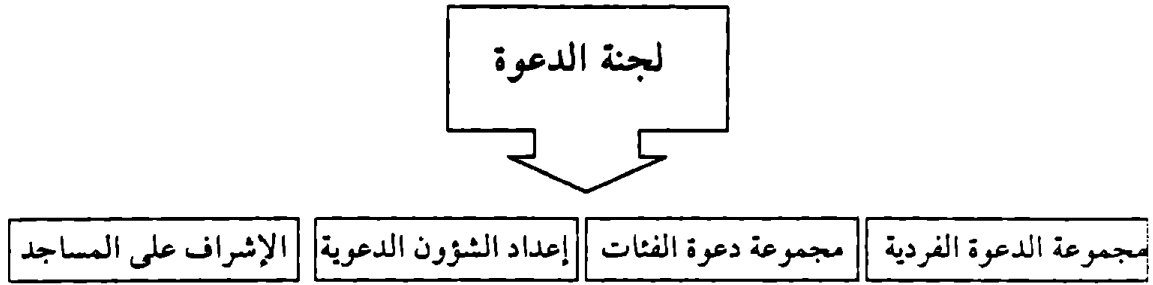 لجنة الدعوة
مجموعة الدعوة الفردية
مجموعة دعوة الفئات
إعداد الشؤون الدعوية
الإشراف على المساجد